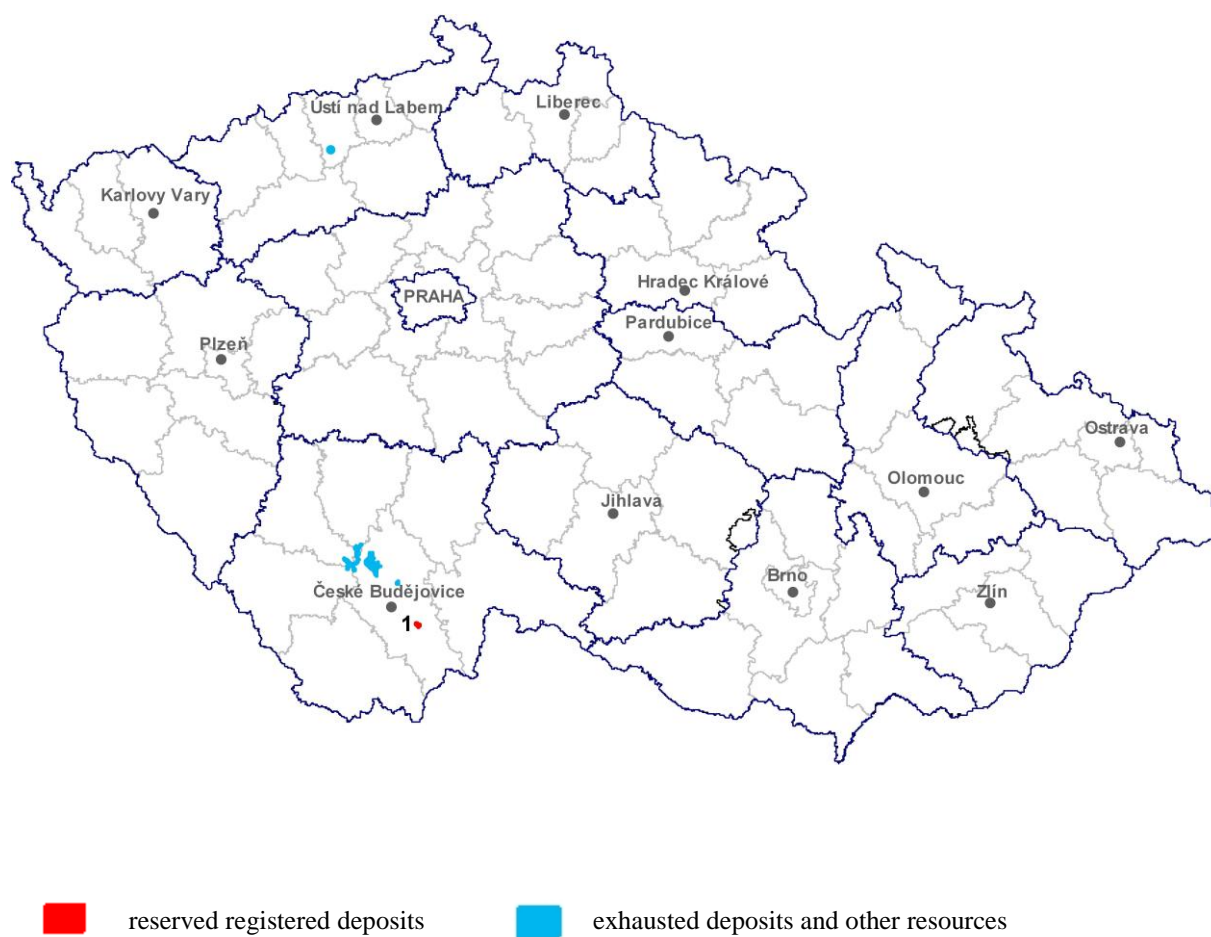 Ústí nad Labem
Liberec
Karlovy Vary
Hradec Králové
PRAHA
Pardubice
Plzeň
Ostrava
Olomouc
Jihlava
Brno
České Budějovice
Zlín
1
reserved registered deposits
exhausted deposits and other resources